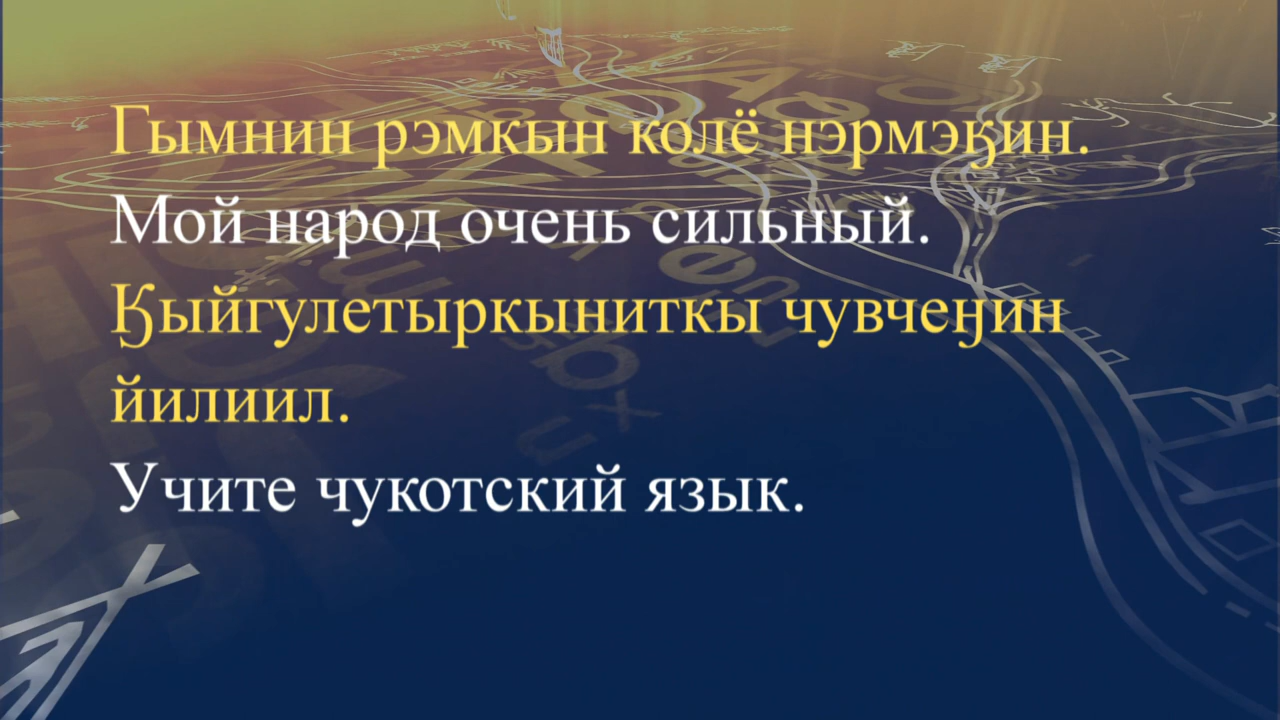 Гымнин рэмкын колё нэрмэӄин.
Мой народ очень сильный.
Ӄыйгулетыркыниткы чувчеӈин
йилиил.
Учите чукотский язык.